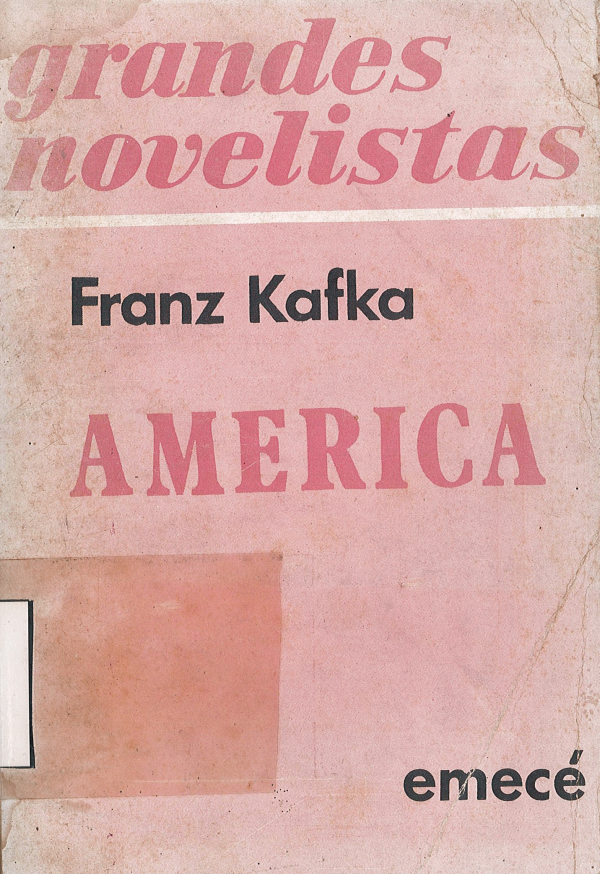 grandes
novelistas
Franz Kafka
AMERICA
emecé